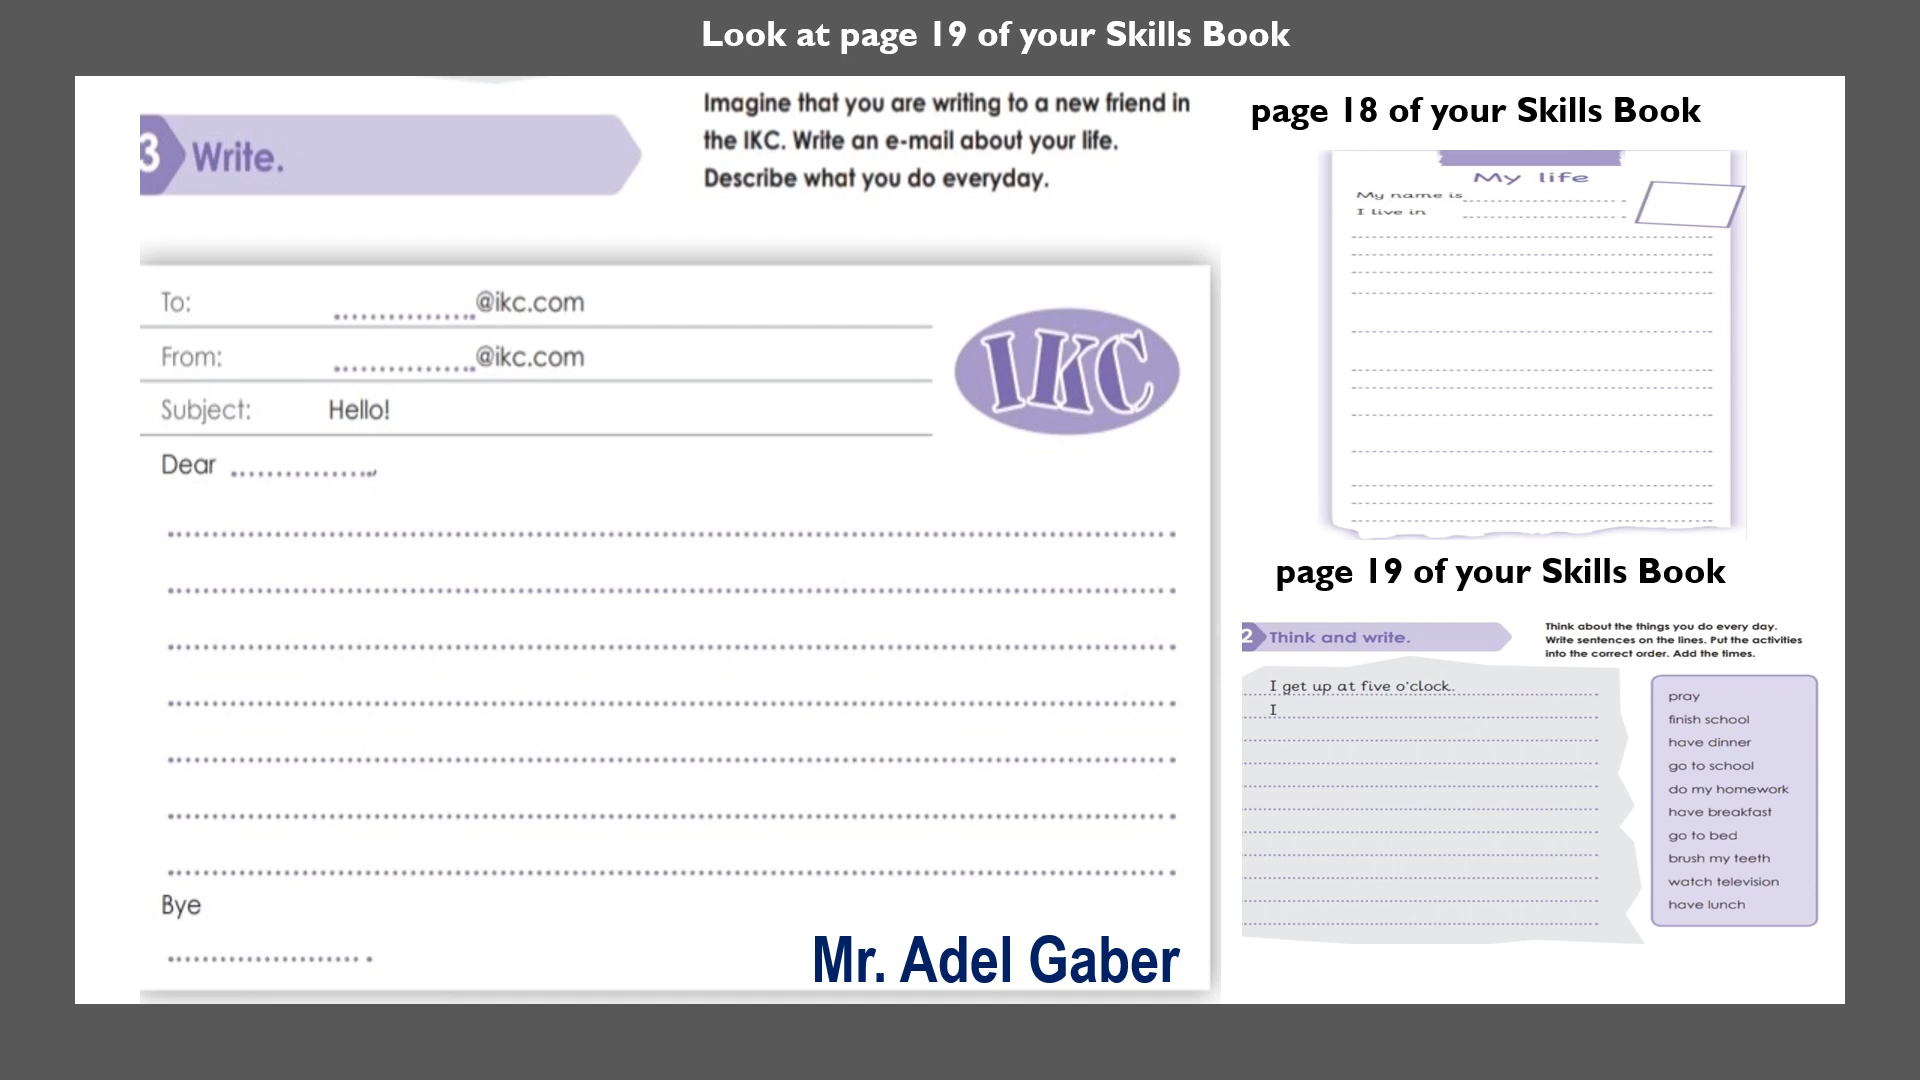 Look at page 19 of your Skills Book
3 Write.
Imagine that you are writing to a new friend in
the IKC. Write an e-mail about your life.
Describe what you do everyday.
To: ................@ikc.com
From: ................@ikc.com
Subject: Hello!
IKC
Dear ................,
Bye
Mr. Adel Gaber
page 18 of your Skills Book
My life
My name is
I live in
page 19 of your Skills Book
2 Think and write.
Think about the things you do every day.
Write sentences on the lines. Put the activities
into the correct order. Add the times.
I get up at five o'clock.
I
pray
finish school
have dinner
go to school
do my homework
have breakfast
go to bed
brush my teeth
watch television
have lunch